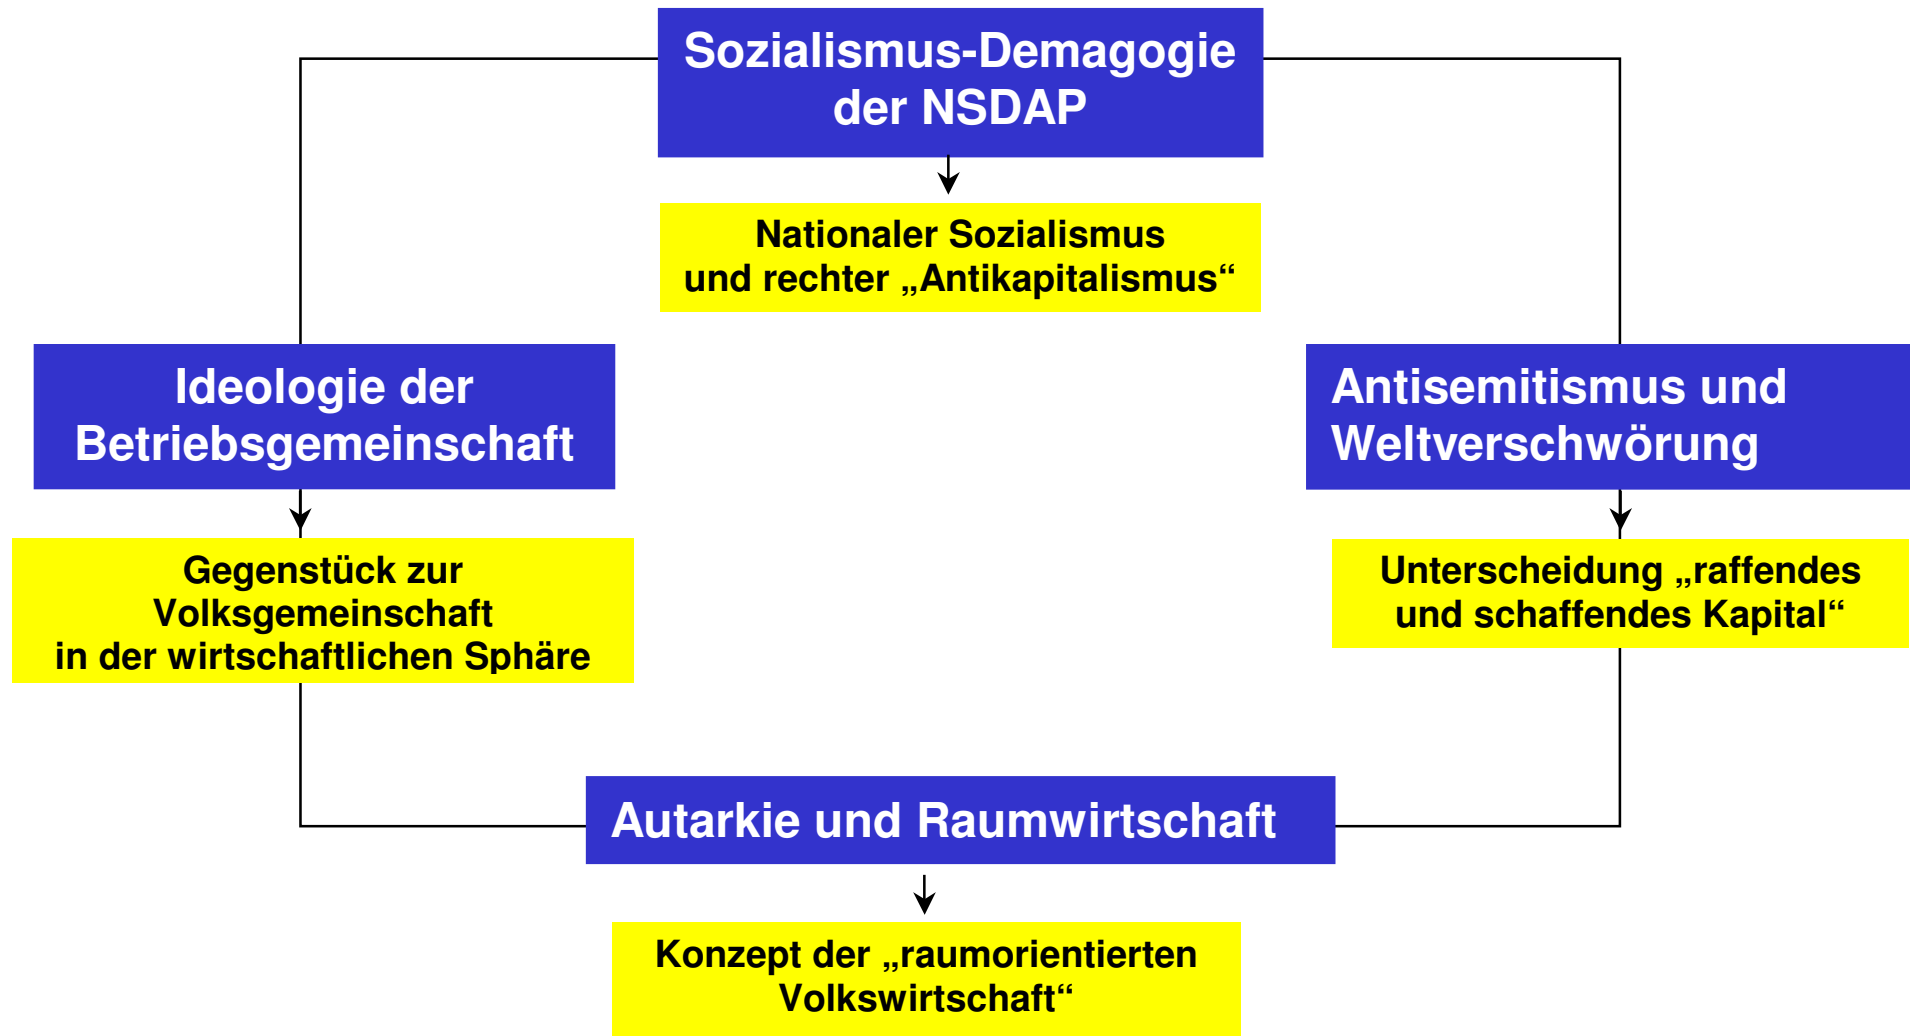 Sozialismus-Demagogie
der NSDAP
Nationaler Sozialismus
und rechter „Antikapitalismus“
Ideologie der
Betriebsgemeinschaft
Antisemitismus und
Weltverschwörung
Gegenstück zur
Volksgemeinschaft
in der wirtschaftlichen Sphäre
Unterscheidung „raffendes
und schaffendes Kapital“
Autarkie und Raumwirtschaft
Konzept der „raumorientierten
Volkswirtschaft“